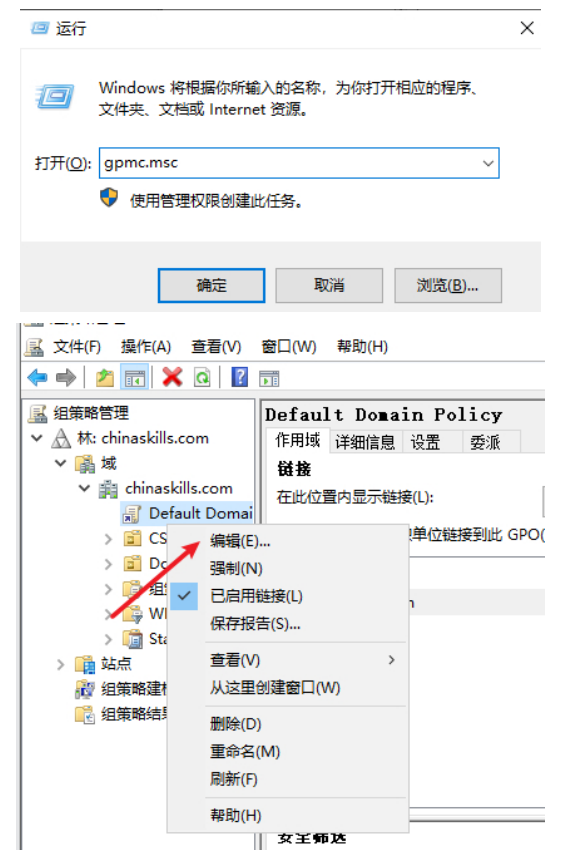 运行
Windows 将根据你所输入的名称，为你打开相应的程序、
文件夹、文档或 Internet 资源。
打开(O):
gpmc.msc
使用管理权限创建此任务。
确定
取消
浏览(B)...
文件(F) 操作(A) 查看(V) 窗口(W) 帮助(H)
组策略管理
林: chinaskills.com
域
chinaskills.com
Default Domai
CS
Do
组
WI
Sta
站点
组策略建模
组策略结果
Default Domain Policy
作用域 详细信息 设置 委派
链接
在此位置内显示链接(L):
单位链接到此 GPO(
编辑(E)...
强制(N)
已启用链接(L)
保存报告(S)...
查看(V)
从这里创建窗口(W)
删除(D)
重命名(M)
刷新(F)
帮助(H)
安全筛选